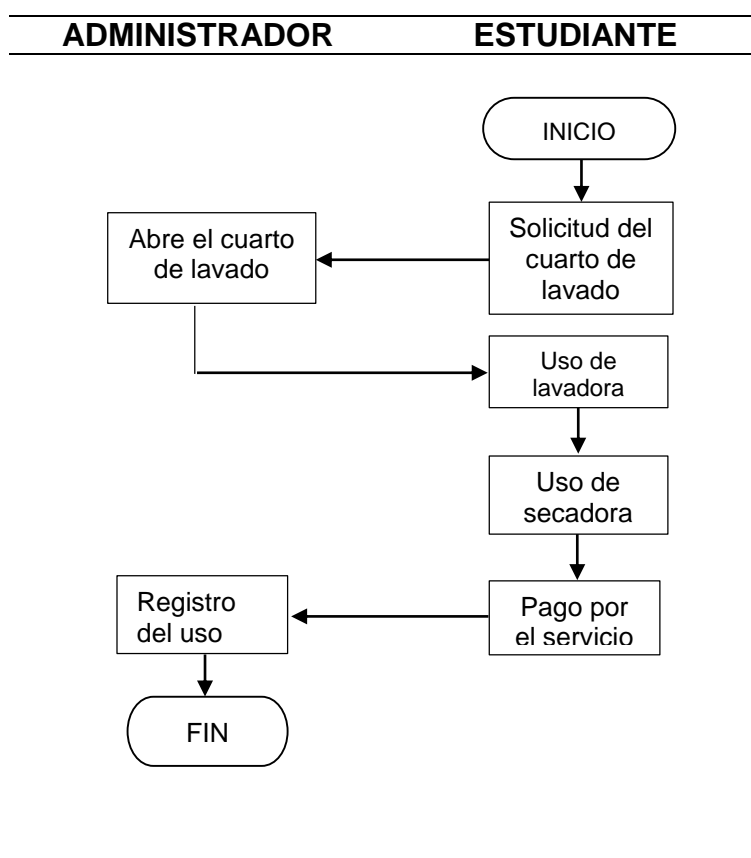 ADMINISTRADOR ESTUDIANTE
INICIO
Solicitud del
cuarto de
lavado
Abre el cuarto
de lavado
Uso de
lavadora
Uso de
secadora
Pago por
el servicio
Registro
del uso
FIN